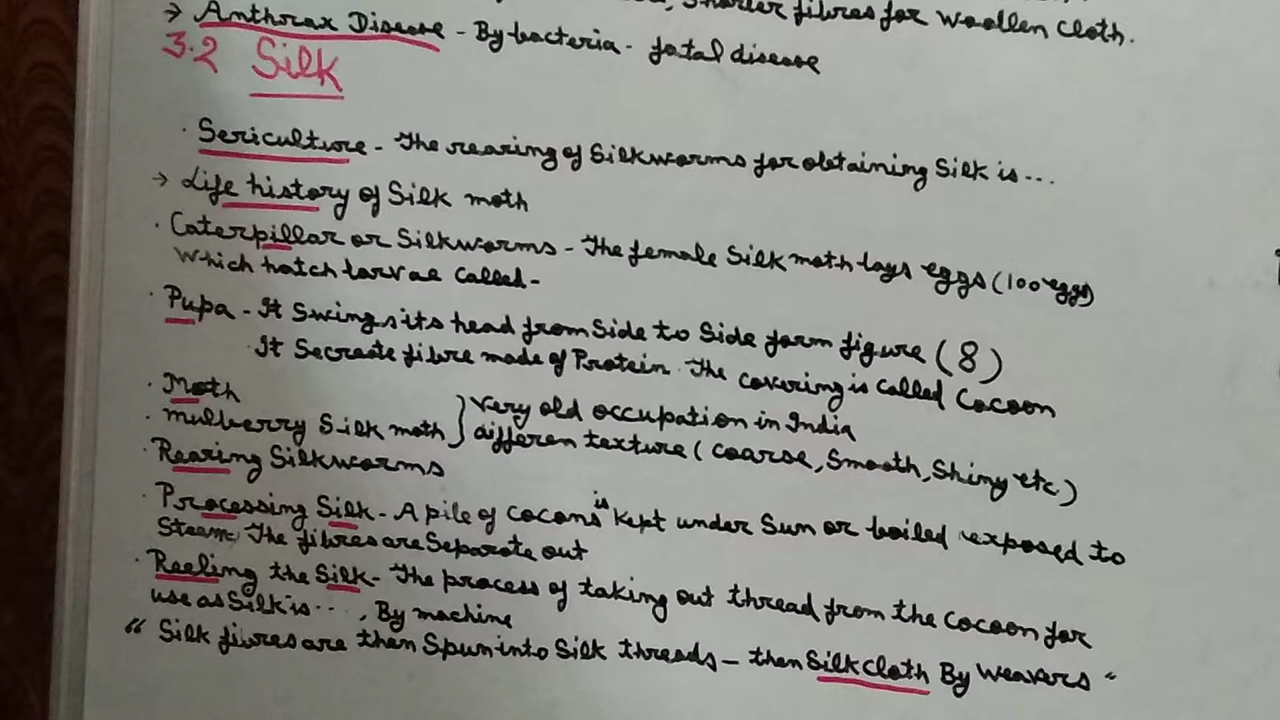 , Shorter fibres for Woollen Cloth.
→ Anthrax Disease - By bacteria - fatal disease
3.2 Silk
· Sericulture - The rearing of Silkworms for obtaining Silk is...
→ Life history of Silk moth
· Caterpillar or Silkworms - The female Silk moth lays eggs (100 eggs)
Which hatch larvae Called -
· Pupa - It Swings its head from Side to Side form figure (8)
It Secreate fibre made of Protein. The covering is called Cocoon
· Moth
· Mulberry Silk moth } Very old occupation in India
differen texture ( coarse, Smooth, Shiny etc.)
· Rearing Silkworms
· Processing Silk - A pile of cocons is kept under Sun or boiled exposed to
Steam, The fibres are Separate out
· Reeling the Silk - The process of taking out thread from the Cocoon for
use as Silk is ...., By machine
“ Silk fibres are then Spun into Silk threads - then Silk Cloth By Weavers "